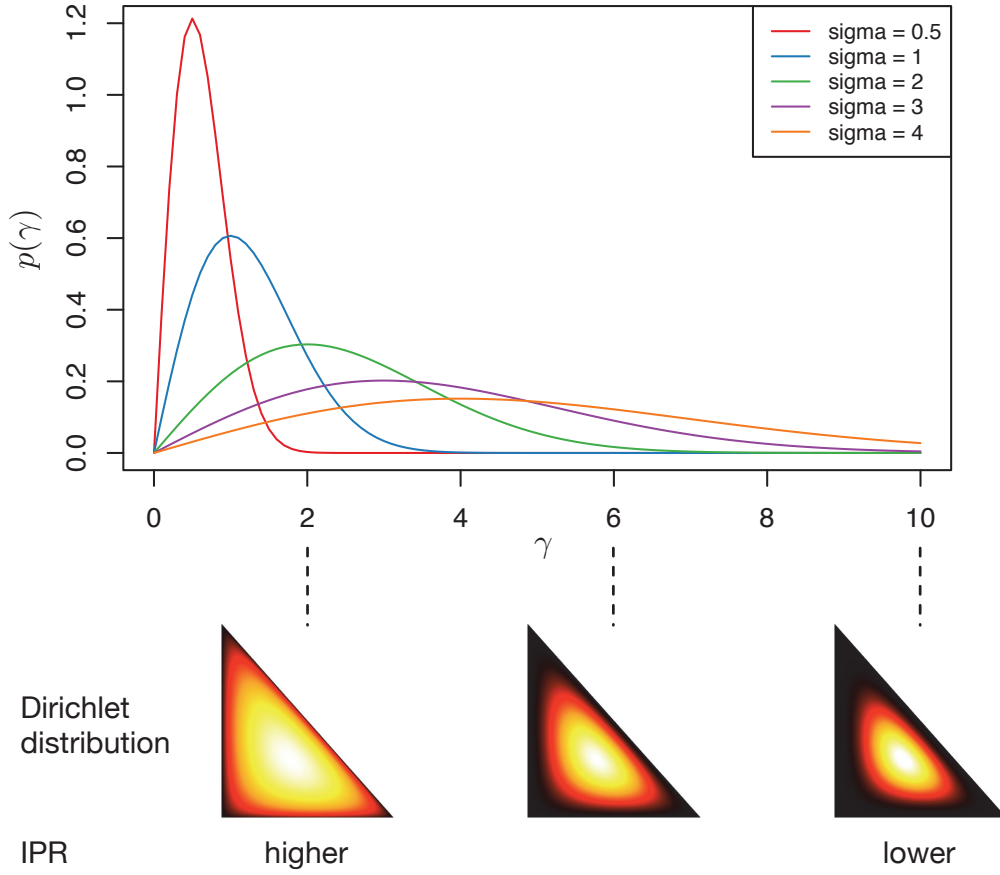 sigma = 0.5
sigma = 1
sigma = 2
sigma = 3
sigma = 4
1.2
1.0
0.8
0.6
0.4
0.2
0.0
p(γ)
0 2 4 6 8 10
γ
Dirichlet
distribution
IPR higher lower